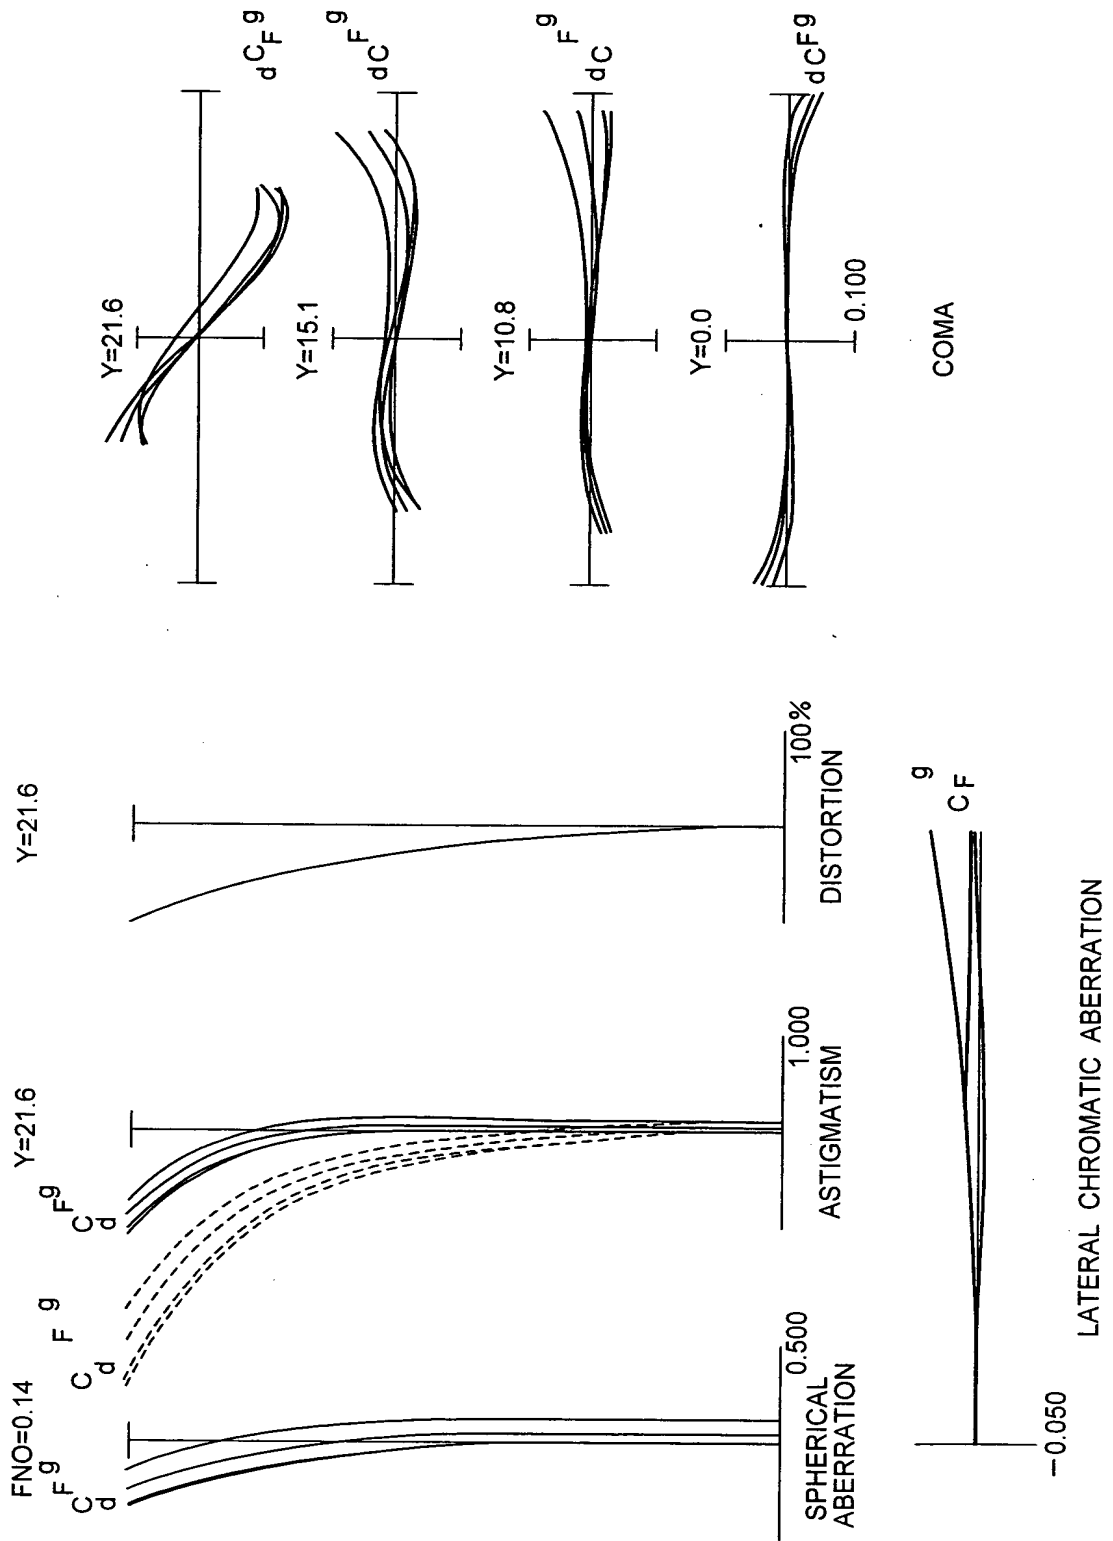 FNO=0.14
C
d
F
g
0.500
SPHERICAL
ABERRATION
Y=21.6
C
d
F
g
C
d
F
g
1.000
ASTIGMATISM
Y=21.6
100%
DISTORTION
Y=21.6
d C F g
Y=15.1
d C F g
Y=10.8
d C F g
Y=0.0
d C F g
0.100
COMA
g
C F
−0.050
LATERAL CHROMATIC ABERRATION